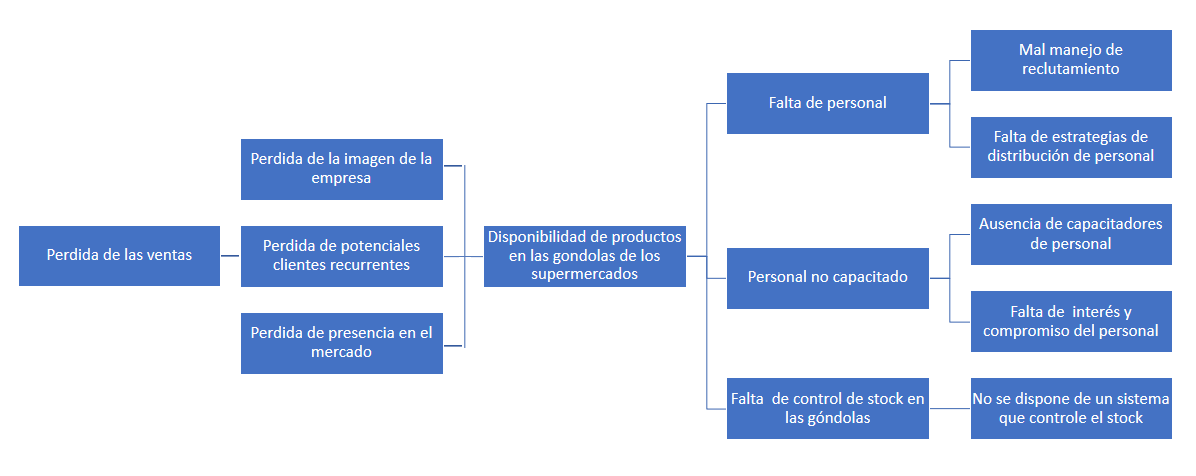 Perdida de las ventas
Perdida de la imagen de la
empresa
Perdida de potenciales
clientes recurrentes
Perdida de presencia en el
mercado
Disponibilidad de productos
en las gondolas de los
supermercados
Falta de personal
Personal no capacitado
Falta  de control de stock en
las góndolas
Mal manejo de
reclutamiento
Falta de estrategias de
distribución de personal
Ausencia de capacitadores
de personal
Falta de  interés y
compromiso del personal
No se dispone de un sistema
que controle el stock